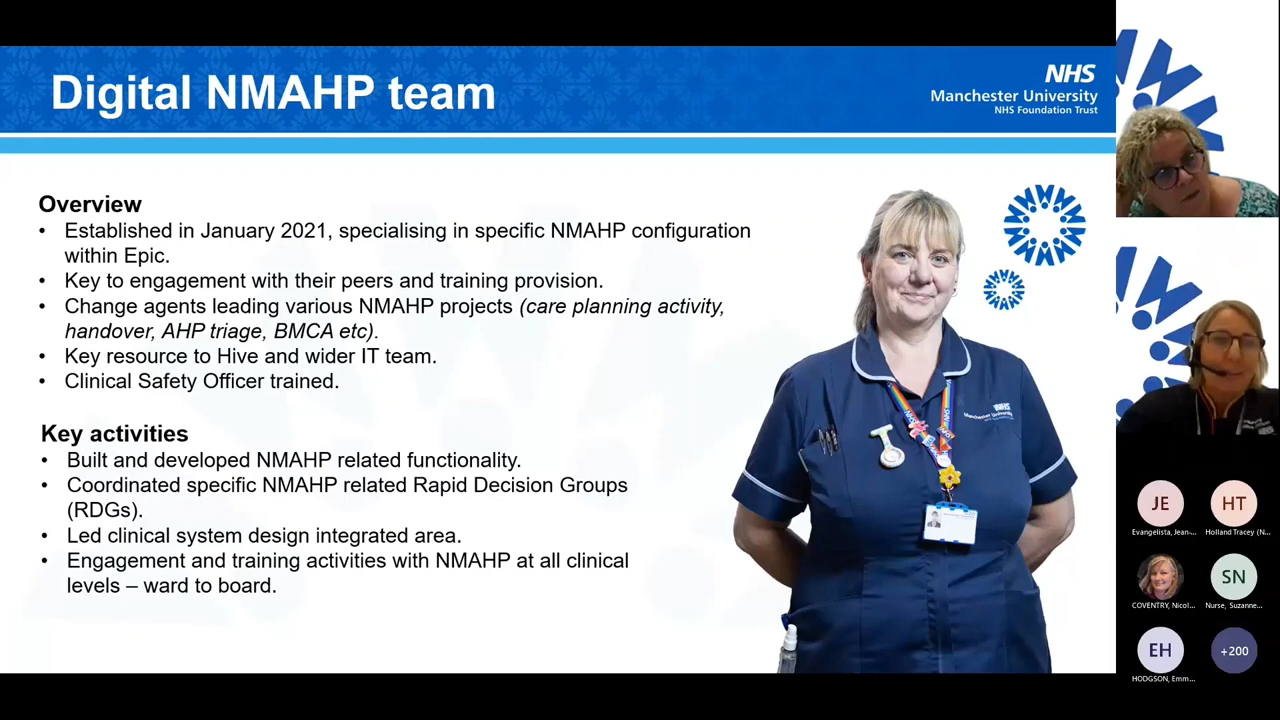 Digital NMAHP team
NHS
Manchester University
NHS Foundation Trust
Overview
• Established in January 2021, specialising in specific NMAHP configuration
within Epic.
• Key to engagement with their peers and training provision.
• Change agents leading various NMAHP projects (care planning activity,
handover, AHP triage, BMCA etc).
• Key resource to Hive and wider IT team.
• Clinical Safety Officer trained.
Key activities
• Built and developed NMAHP related functionality.
• Coordinated specific NMAHP related Rapid Decision Groups
(RDGs).
• Led clinical system design integrated area.
• Engagement and training activities with NMAHP at all clinical
levels – ward to board.
NHS
Manchester University
NHS
JE
HT
Evangelista, Jean-...
Holland Tracey (N...
SN
COVENTRY, Nicol...
Nurse, Suzanne...
EH
+200
HODGSON, Emm...